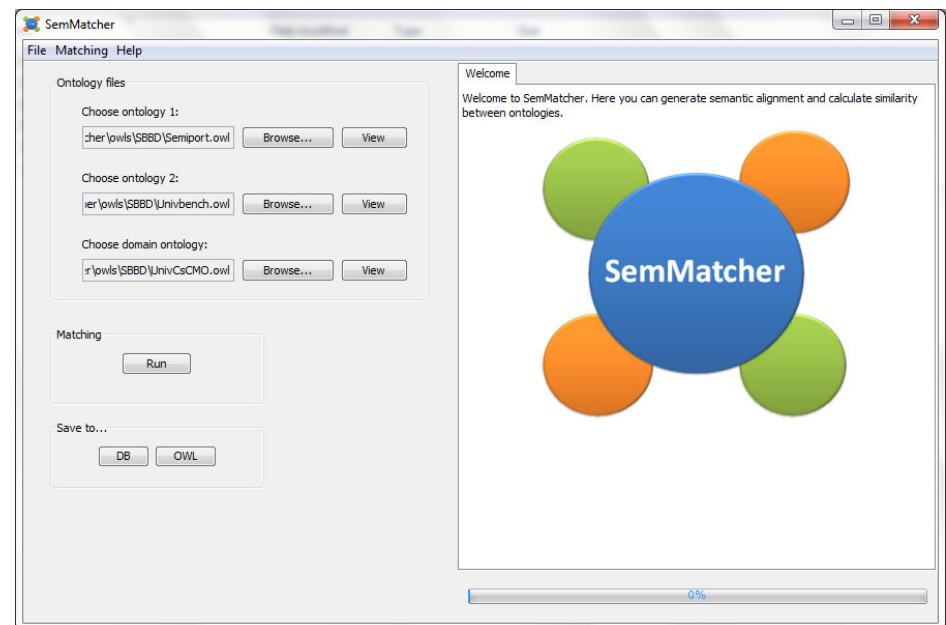 SemMatcher
File Matching Help
Ontology files
Choose ontology 1:
:her\owls\SBBD\Semiport.owl Browse... View
Choose ontology 2:
ıer\owls\SBBD\Univbench.owl Browse... View
Choose domain ontology:
r\owls\SBBD\UnivCsCMO.owl Browse... View
Matching
Run
Save to...
DB OWL
Welcome
Welcome to SemMatcher. Here you can generate semantic alignment and calculate similarity
between ontologies.
SemMatcher
0%